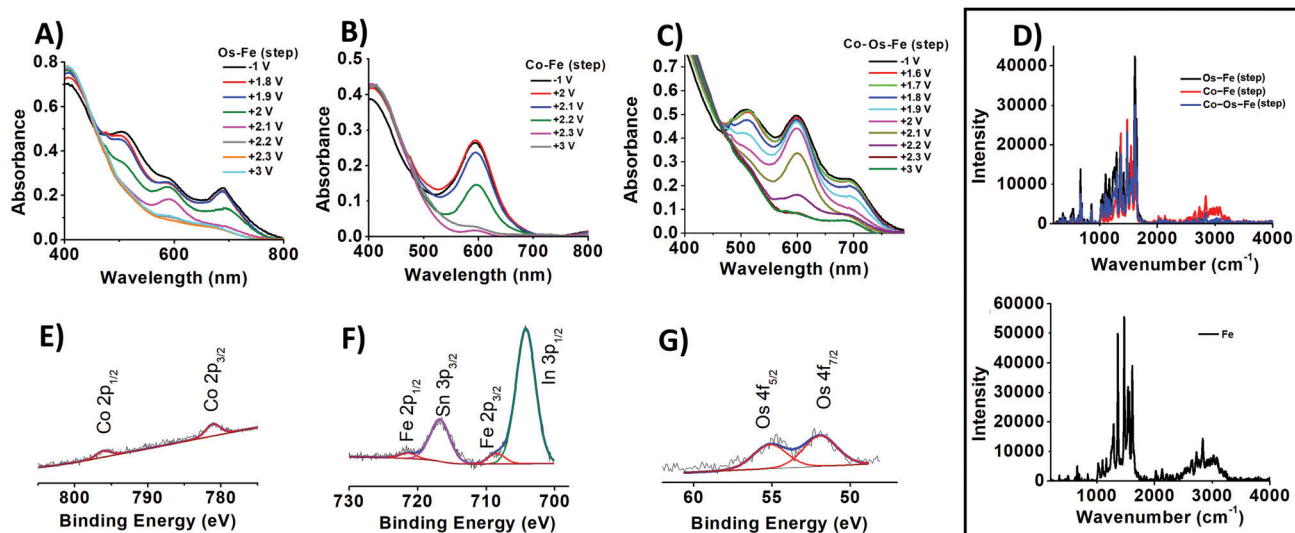 A)
Os-Fe (step)
-1 V
+1.8 V
+1.9 V
+2 V
+2.1 V
+2.2 V
+2.3 V
+3 V
Absorbance
0.8
0.6
0.4
0.2
0.0
400 500 600 700 800
Wavelength (nm)
B)
Co-Fe (step)
-1 V
+2 V
+2.1 V
+2.2 V
+2.3 V
+3 V
Absorbance
0.5
0.4
0.3
0.2
0.1
0.0
400 500 600 700 800
Wavelength (nm)
C)
Co-Os-Fe (step)
-1 V
+1.6 V
+1.7 V
+1.8 V
+1.9 V
+2 V
+2.1 V
+2.2 V
+2.3 V
+3 V
Absorbance
0.7
0.6
0.5
0.4
0.3
0.2
0.1
0.0
400 500 600 700
Wavelength (nm)
D)
Os-Fe (step)
Co-Fe (step)
Co-Os-Fe (step)
Intensity
40000
30000
20000
10000
0
1000 2000 3000 4000
Wavenumber (cm⁻¹)
Fe
Intensity
60000
50000
40000
30000
20000
10000
0
1000 2000 3000 4000
Wavenumber (cm⁻¹)
E)
Co 2p1/2
Co 2p3/2
800 790 780
Binding Energy (eV)
F)
Fe 2p1/2
Sn 3p3/2
Fe 2p3/2
In 3p1/2
730 720 710 700
Binding Energy (eV)
G)
Os 4f5/2
Os 4f7/2
60 55 50
Binding Energy (eV)